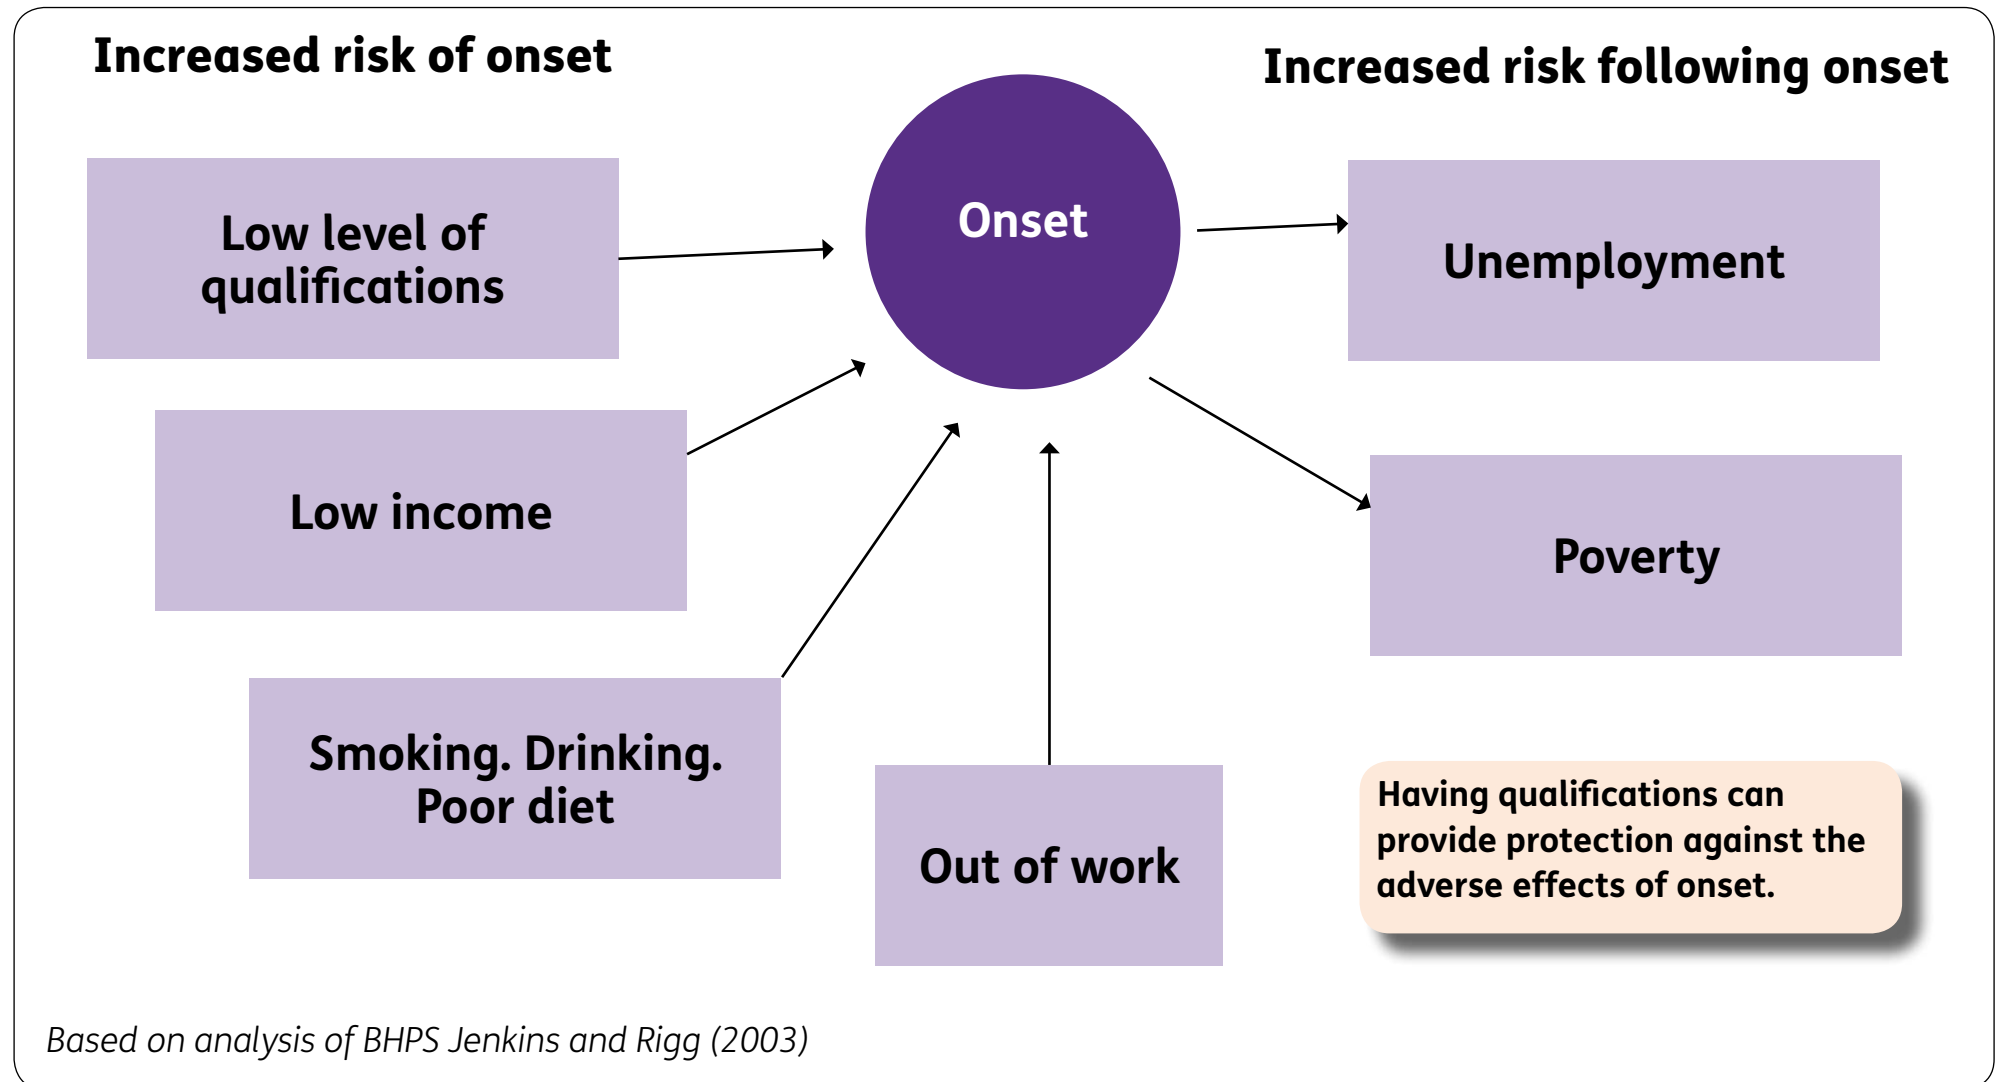 Increased risk of onset
Increased risk following onset
Onset
Low level of
qualifications
Unemployment
Low income
Poverty
Smoking. Drinking.
Poor diet
Out of work
Having qualifications can
provide protection against the
adverse effects of onset.
Based on analysis of BHPS Jenkins and Rigg (2003)